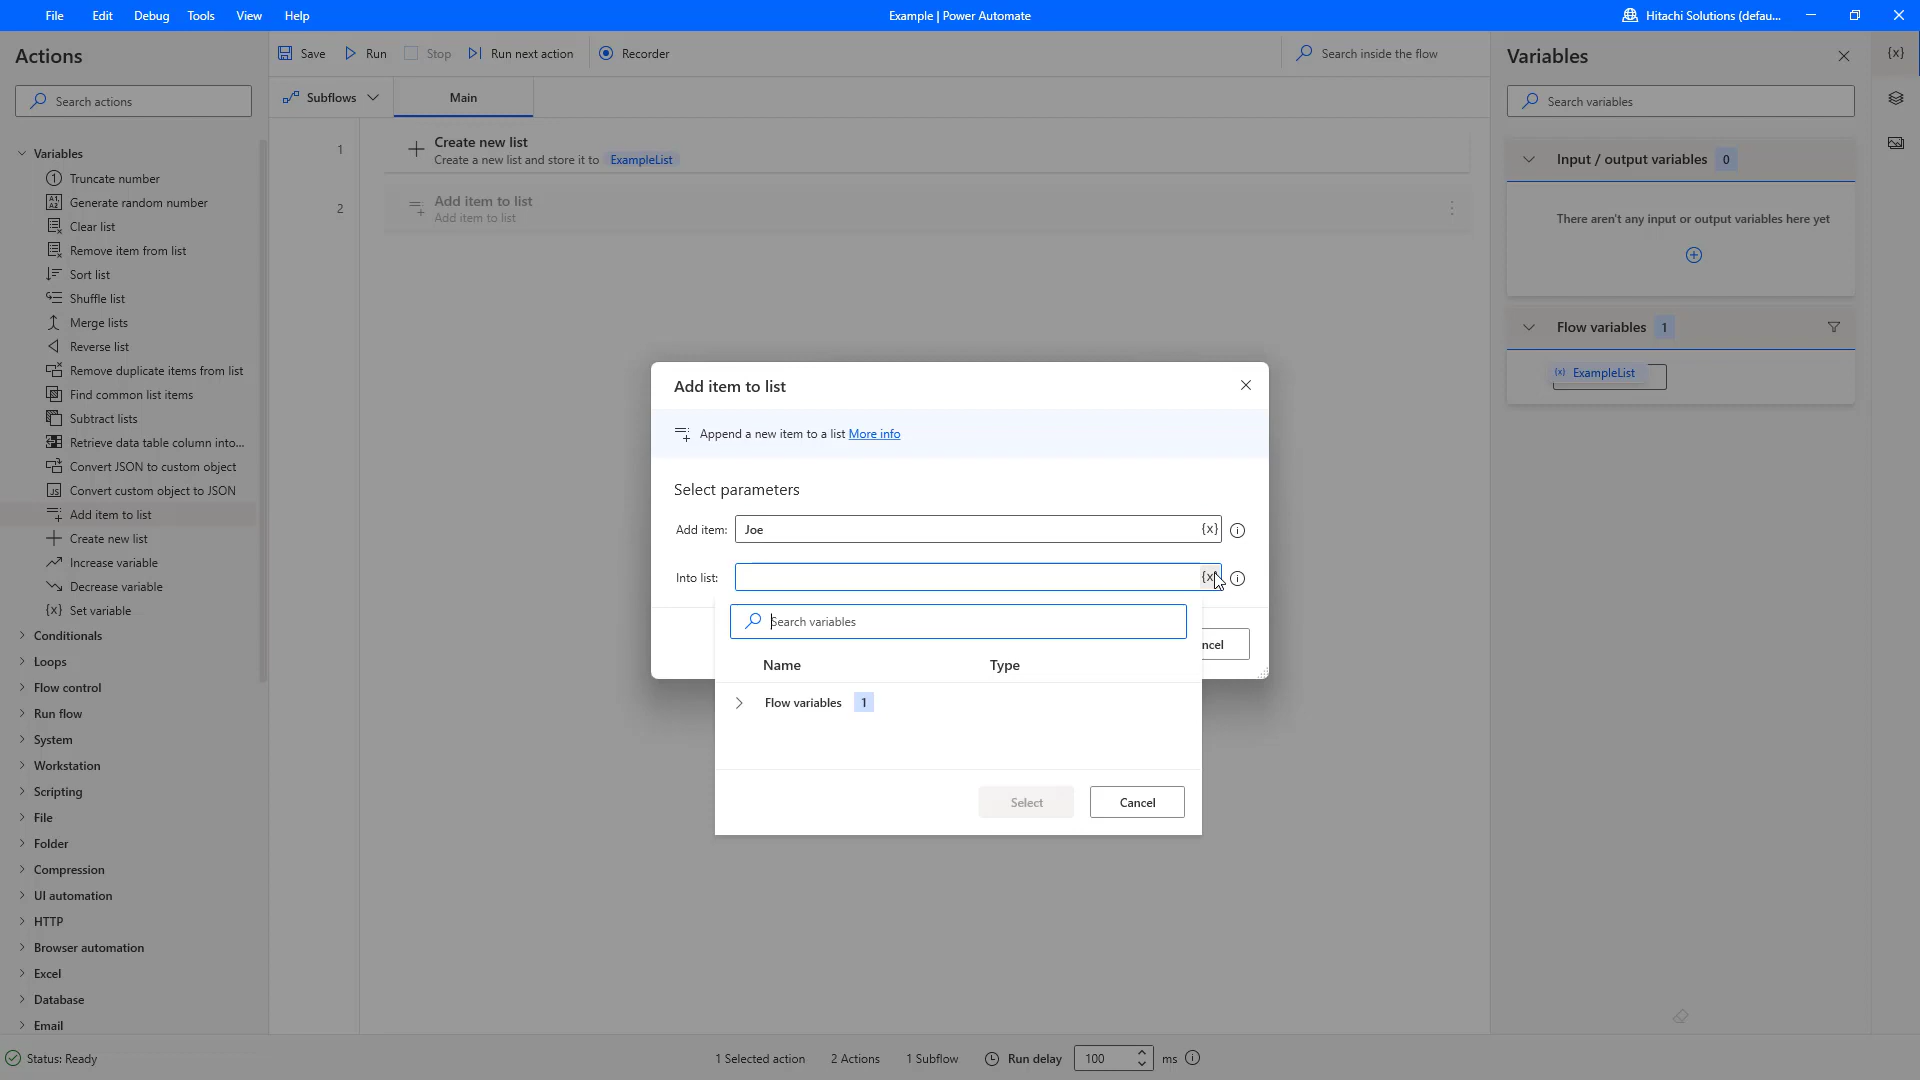 File Edit Debug Tools View Help
Example | Power Automate
Hitachi Solutions (defau...
Actions
Search actions
Variables
Truncate number
Generate random number
Clear list
Remove item from list
Sort list
Shuffle list
Merge lists
Reverse list
Remove duplicate items from list
Find common list items
Subtract lists
Retrieve data table column into...
Convert JSON to custom object
Convert custom object to JSON
Add item to list
Create new list
Increase variable
Decrease variable
{x} Set variable
Conditionals
Loops
Flow control
Run flow
System
Workstation
Scripting
File
Folder
Compression
UI automation
HTTP
Browser automation
Excel
Database
Email
Save Run Stop Run next action Recorder
Search inside the flow
Subflows Main
1
Create new list
Create a new list and store it to ExampleList
2
Add item to list
Add item to list
Add item to list
Append a new item to a list More info
Select parameters
Add item: Joe {x}
Into list: {x}
ncel
Search variables
Name Type
Flow variables 1
Select Cancel
Variables
{x}
Search variables
Input / output variables 0
There aren't any input or output variables here yet
Flow variables 1
{x} ExampleList
Status: Ready
1 Selected action 2 Actions 1 Subflow Run delay 100 ms